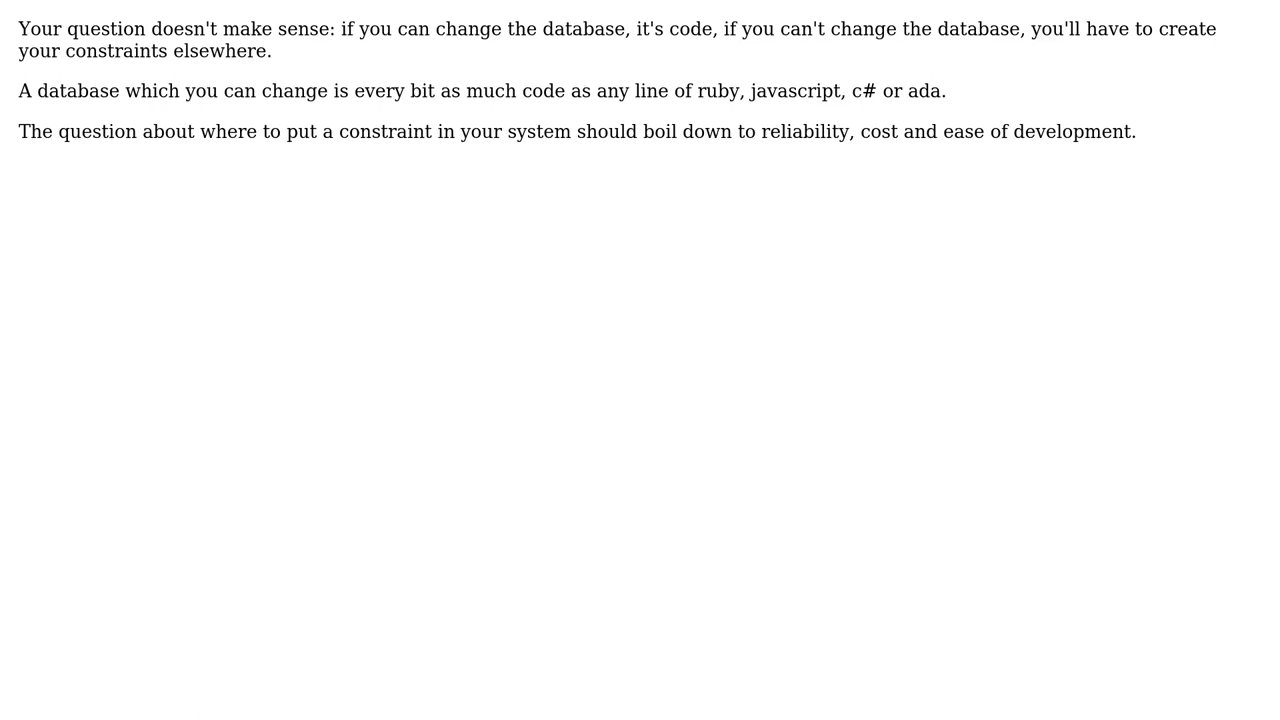 Your question doesn't make sense: if you can change the database, it's code, if you can't change the database, you'll have to create
your constraints elsewhere.
A database which you can change is every bit as much code as any line of ruby, javascript, c# or ada.
The question about where to put a constraint in your system should boil down to reliability, cost and ease of development.